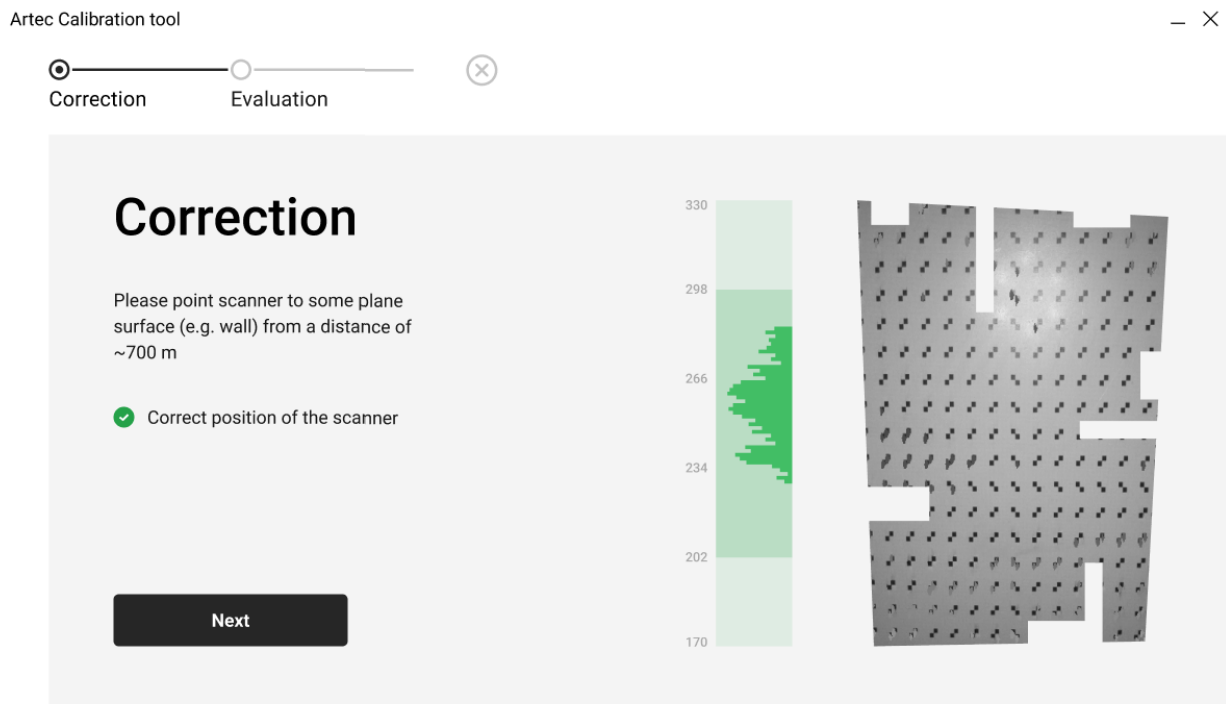 Artec Calibration tool
Correction
Evaluation
Correction
Please point scanner to some plane
surface (e.g. wall) from a distance of
~700 m
Correct position of the scanner
Next
330
298
266
234
202
170